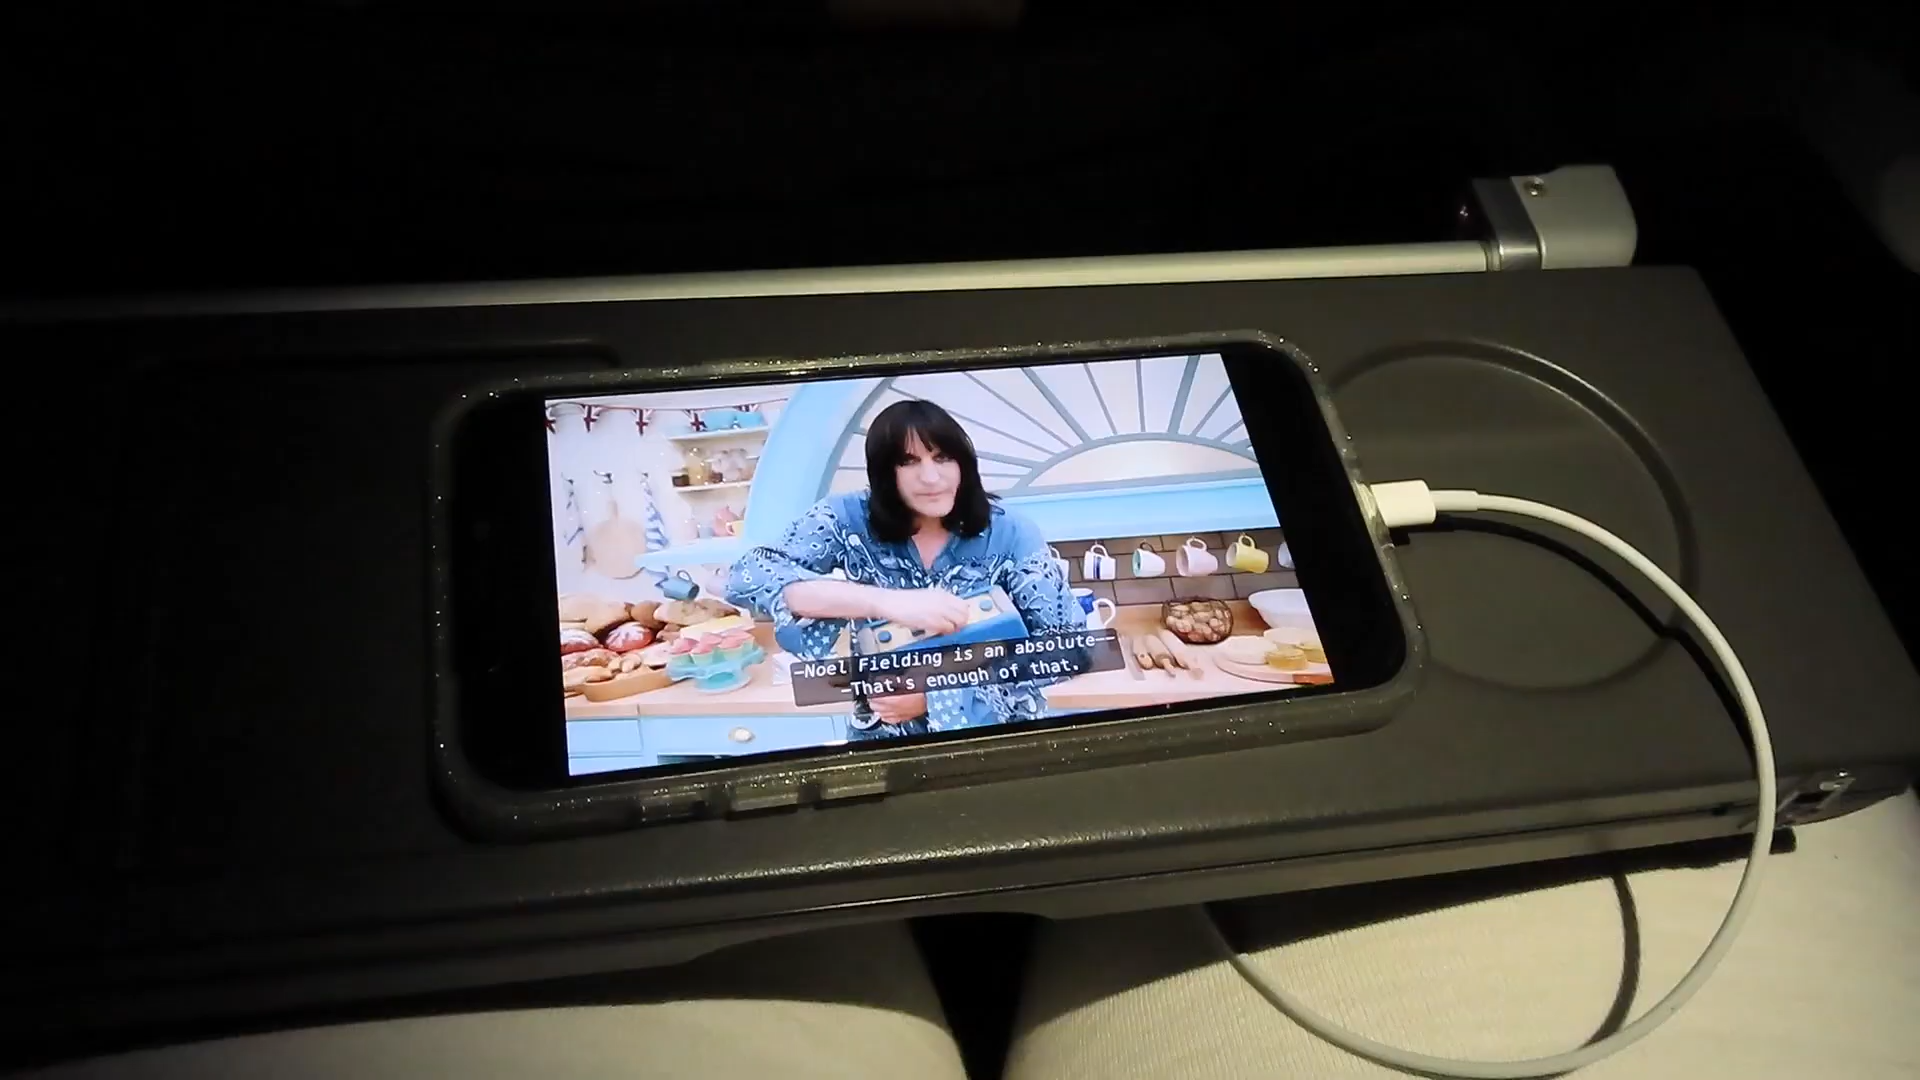 –Noel Fielding is an absolute––
–That's enough of that.